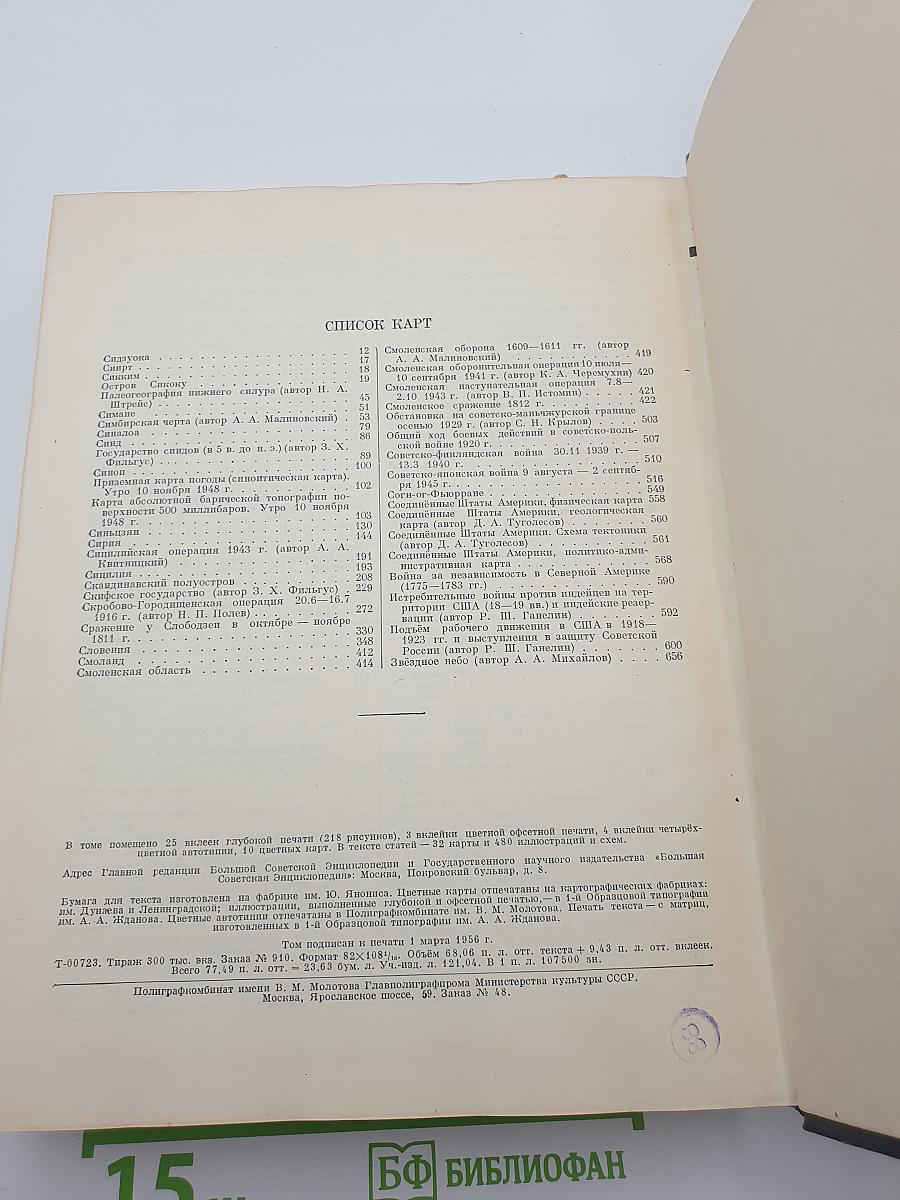 СПИСОК КАРТ
Сидзуока . . . 12
Сиирт . . . 17
Сикким . . . 18
Остров Сикоку . . . 19
Палеогеография нижнего силура (автор Н. А.
Штрейс) . . . 45
Симане . . . 51
Симбирская черта (автор А. А. Малиновский) . 53
Синалоа . . . 79
Синд . . . 86
Государство синдов (в 5 в. до н. э.) (автор З. Х.
Фильгус) . . . 89
Синоп . . . 100
Приземная карта погоды (синоптическая карта).
Утро 10 ноября 1948 г. . . . 102
Карта абсолютной барической топографии по-
верхности 500 миллибаров. Утро 10 ноября
1948 г. . . . 103
Синьцзян . . . 130
Сирия . . . 144
Сицилийская операция 1943 г. (автор А. А.
Квитницкий) . . . 191
Сицилия . . . 193
Скандинавский полуостров . . . 208
Скифское государство (автор З. Х. Фильгус) . 229
Скробово-Городищенская операция 20.6—16.7
1916 г. (автор Н. П. Полев) . . . 272
Сражение у Слободзеи в октябре — ноябре
1811 г. . . . 330
Словения . . . 348
Смоланд . . . 412
Смоленская область . . . 414
Смоленская оборона 1609—1611 гг. (автор
А. А. Малиновский) . . . 419
Смоленская оборонительная операция 10 июля—
10 сентября 1941 г. (автор К. А. Черемухин) 420
Смоленская наступательная операция 7.8—
2.10 1943 г. (автор В. П. Истомин) . . . 421
Смоленское сражение 1812 г. . . . 422
Обстановка на советско-маньчжурской границе
осенью 1929 г. (автор С. Н. Крылов) . . . 503
Общий ход боевых действий в советско-поль-
ской войне 1920 г. . . . 507
Советско-финляндская война 30.11 1939 г. —
13.3 1940 г. . . . 510
Советско-японская война 9 августа — 2 сентяб-
ря 1945 г. . . . 516
Согн-ог-Фьюрране . . . 549
Соединённые Штаты Америки, физическая карта 558
Соединённые Штаты Америки, геологическая
карта (автор Д. А. Туголесов) . . . 560
Соединённые Штаты Америки. Схема тектоники
(автор Д. А. Туголесов) . . . 561
Соединённые Штаты Америки, политико-адми-
нистративная карта . . . 568
Война за независимость в Северной Америке
(1775—1783 гг.) . . . 590
Истребительные войны против индейцев на тер-
ритории США (18—19 вв.) и индейские резер-
вации (автор Р. Ш. Ганелин) . . . 592
Подъём рабочего движения в США в 1918—
1923 гг. и выступления в защиту Советской
России (автор Р. Ш. Ганелин) . . . 600
Звёздное небо (автор А. А. Михайлов) . . . . 656
В томе помещено 25 вклеек глубокой печати (218 рисунков), 3 вклейки цветной офсетной печати, 4 вклейки четырёх-
цветной автотипии, 10 цветных карт. В тексте статей — 32 карты и 480 иллюстраций и схем.
Адрес Главной редакции Большой Советской Энциклопедии и Государственного научного издательства «Большая
Советская Энциклопедия»: Москва, Покровский бульвар, д. 8.
Бумага для текста изготовлена на фабрике им. Ю. Янониса. Цветные карты отпечатаны на картографических фабриках:
им. Дунаева и Ленинградской; иллюстрации, выполненные глубокой и офсетной печатью,— в 1-й Образцовой типографии
им. А. А. Жданова. Цветные автотипии отпечатаны в Полиграфкомбинате им. В. М. Молотова. Печать текста — с матриц,
изготовленных в 1-й Образцовой типографии им. А. А. Жданова.
Том подписан к печати 1 марта 1956 г.
Т-00723. Тираж 300 тыс. экз. Заказ № 910. Формат 82×108¹/₁₆. Объём 68,06 п. л. отт. текста + 9,43 п. л. отт. вклеек.
Всего 77,49 п. л. отт. = 23,63 бум. л. Уч.-изд. л. 121,04. В 1 п. л. 107500 зн.
Полиграфкомбинат имени В. М. Молотова Главполиграфпрома Министерства культуры СССР.
Москва, Ярославское шоссе, 59. Заказ № 48.
88
15
БФ БИБЛИОФАН